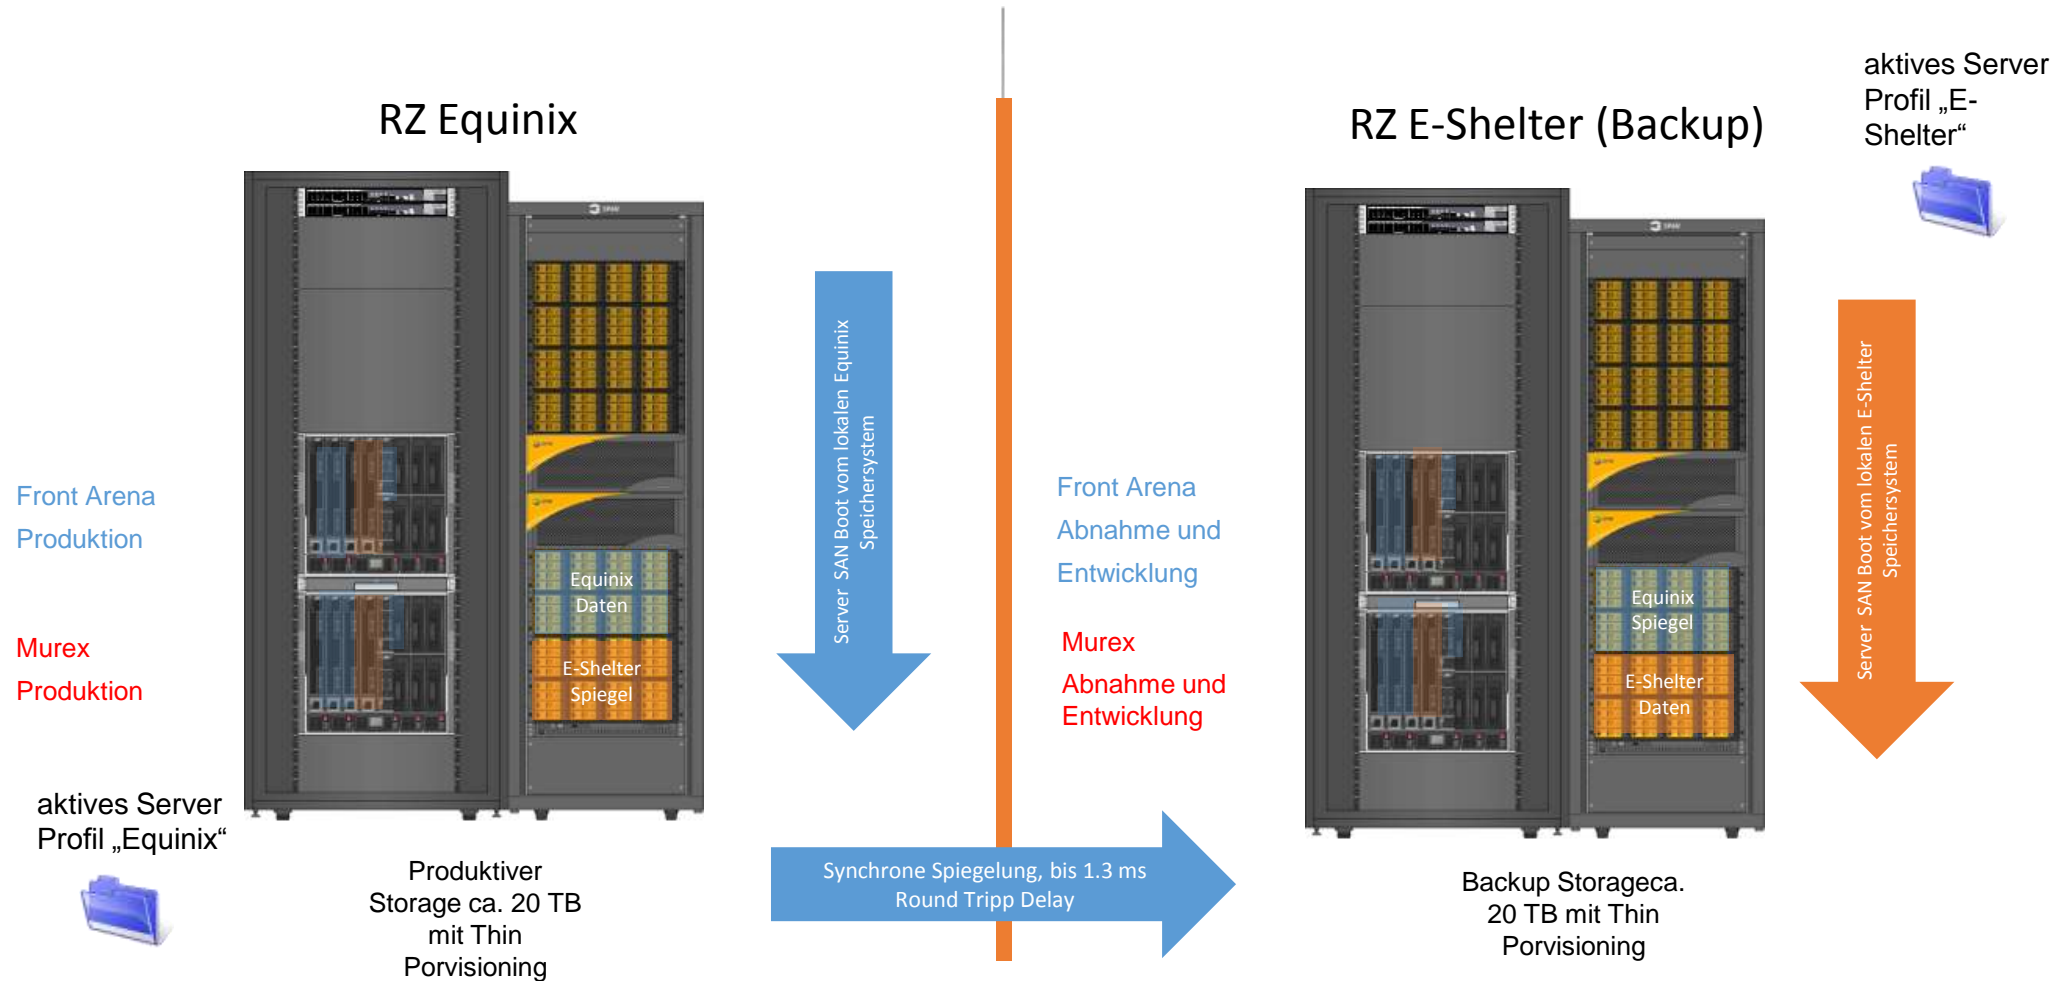 RZ Equinix
RZ E-Shelter (Backup)
aktives Server
Profil „E-
Shelter“
Front Arena
Produktion
Murex
Produktion
aktives Server
Profil „Equinix“
Equinix
Daten
E-Shelter
Spiegel
Produktiver
Storage ca. 20 TB
mit Thin
Porvisioning
Server SAN Boot vom lokalen Equinix
Speichersystem
Synchrone Spiegelung, bis 1.3 ms
Round Tripp Delay
Front Arena
Abnahme und
Entwicklung
Murex
Abnahme und
Entwicklung
Equinix
Spiegel
E-Shelter
Daten
Backup Storageca.
20 TB mit Thin
Porvisioning
Server SAN Boot vom lokalen E-Shelter
Speichersystem